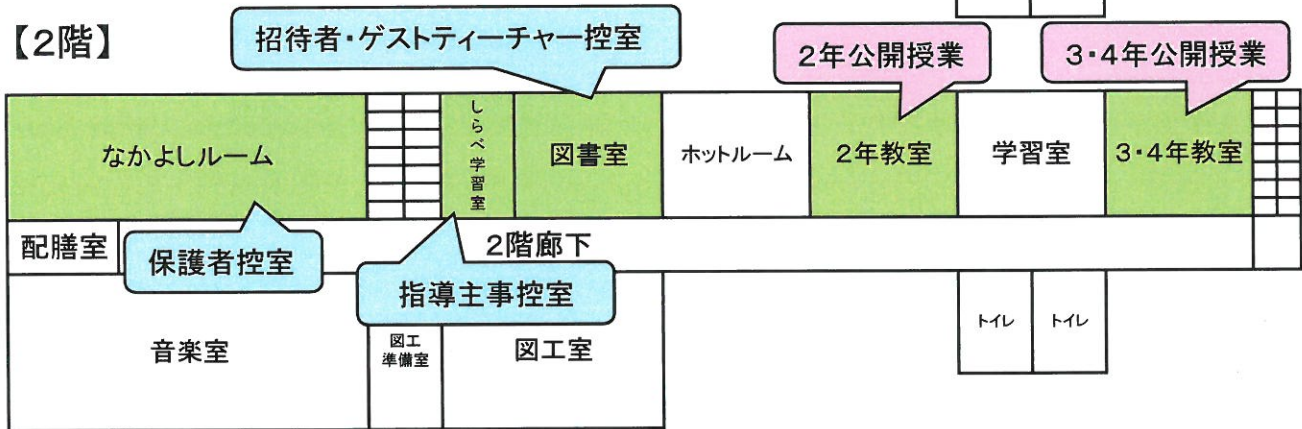 【2階】
招待者・ゲストティーチャー控室
2年公開授業
3・4年公開授業
なかよしルーム
しらべ学習室
図書室
ホットルーム
2年教室
学習室
3・4年教室
配膳室
保護者控室
2階廊下
指導主事控室
音楽室
図工
準備室
図工室
トイレ
トイレ